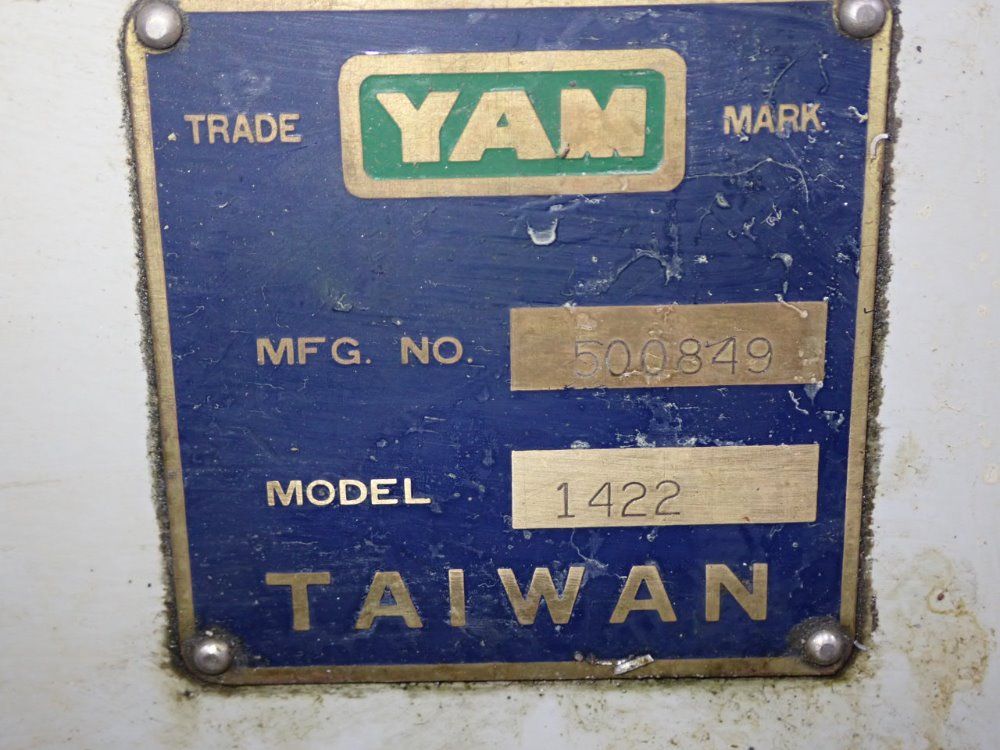 TRADE YAM MARK
MFG. NO. 500849
MODEL 1422
TAIWAN